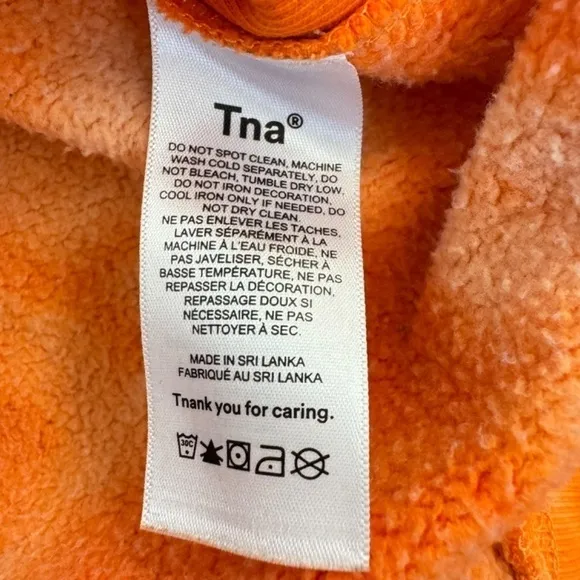 Tna®
DO NOT SPOT CLEAN, MACHINE
WASH COLD SEPARATELY, DO
NOT BLEACH, TUMBLE DRY LOW.
DO NOT IRON DECORATION,
COOL IRON ONLY IF NEEDED, DO
NOT DRY CLEAN.
NE PAS ENLEVER LES TACHES,
LAVER SÉPARÉMENT À LA
MACHINE À L'EAU FROIDE, NE
PAS JAVELISER, SÉCHER À
BASSE TEMPÉRATURE, NE PAS
REPASSER LA DÉCORATION,
REPASSAGE DOUX SI
NÉCESSAIRE, NE PAS
NETTOYER À SEC.
MADE IN SRI LANKA
FABRIQUÉ AU SRI LANKA
Tnank you for caring.
30C